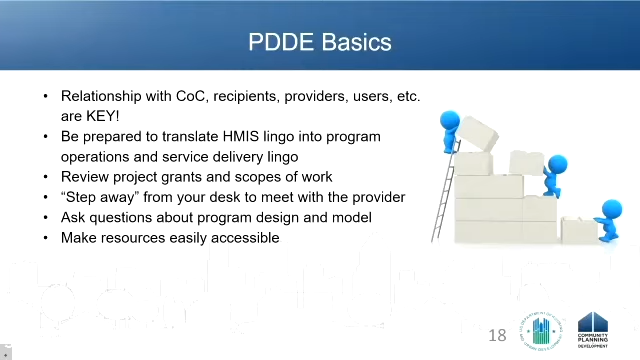 PDDE Basics
• Relationship with CoC, recipients, providers, users, etc.
are KEY!
• Be prepared to translate HMIS lingo into program
operations and service delivery lingo
• Review project grants and scopes of work
• “Step away” from your desk to meet with the provider
• Ask questions about program design and model
• Make resources easily accessible
18
COMMUNITY
PLANNING
DEVELOPMENT